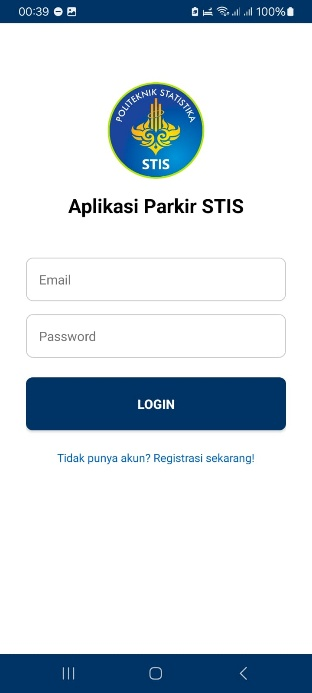 00:39
100%
POLITEKNIK STATISTIKA
STIS
Aplikasi Parkir STIS
Email
Password
LOGIN
Tidak punya akun? Registrasi sekarang!